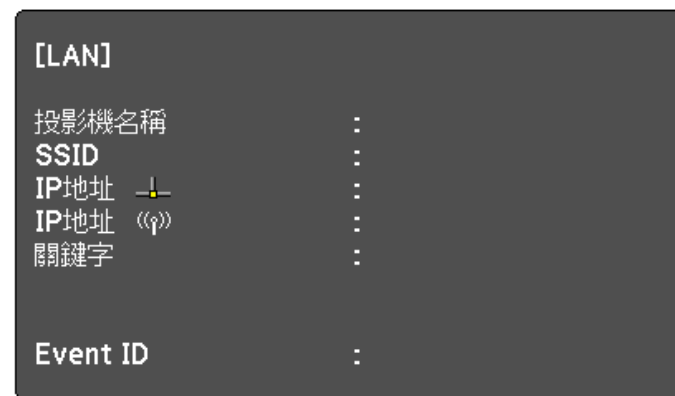 [LAN]
投影機名稱 :
SSID :
IP地址 :
IP地址 :
關鍵字 :
Event ID :